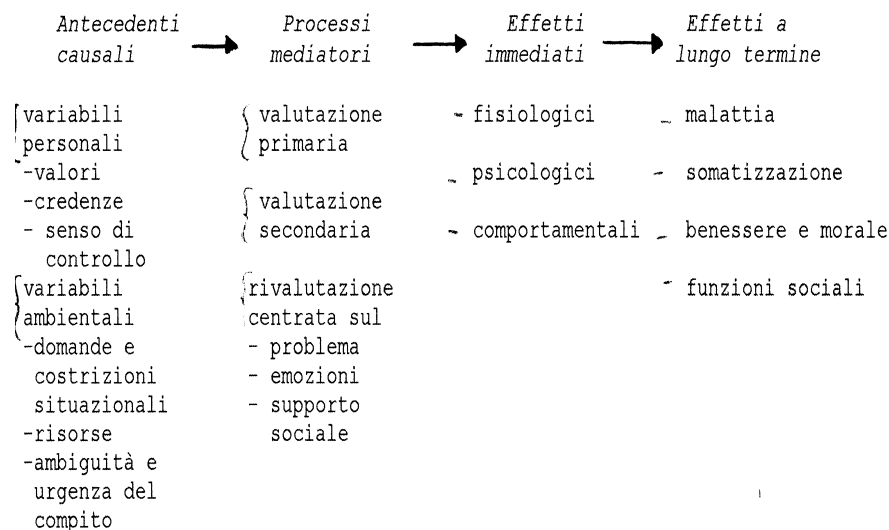 Antecedenti
causali
Processi
mediatori
Effetti
immediati
Effetti a
lungo termine
variabili
personali
-valori
-credenze
- senso di
controllo
variabili
ambientali
-domande e
costrizioni
situazionali
-risorse
-ambiguità e
urgenza del
compito
valutazione
primaria
valutazione
secondaria
rivalutazione
centrata sul
- problema
- emozioni
- supporto
sociale
- fisiologici
- psicologici
- comportamentali
- malattia
- somatizzazione
- benessere e morale
- funzioni sociali